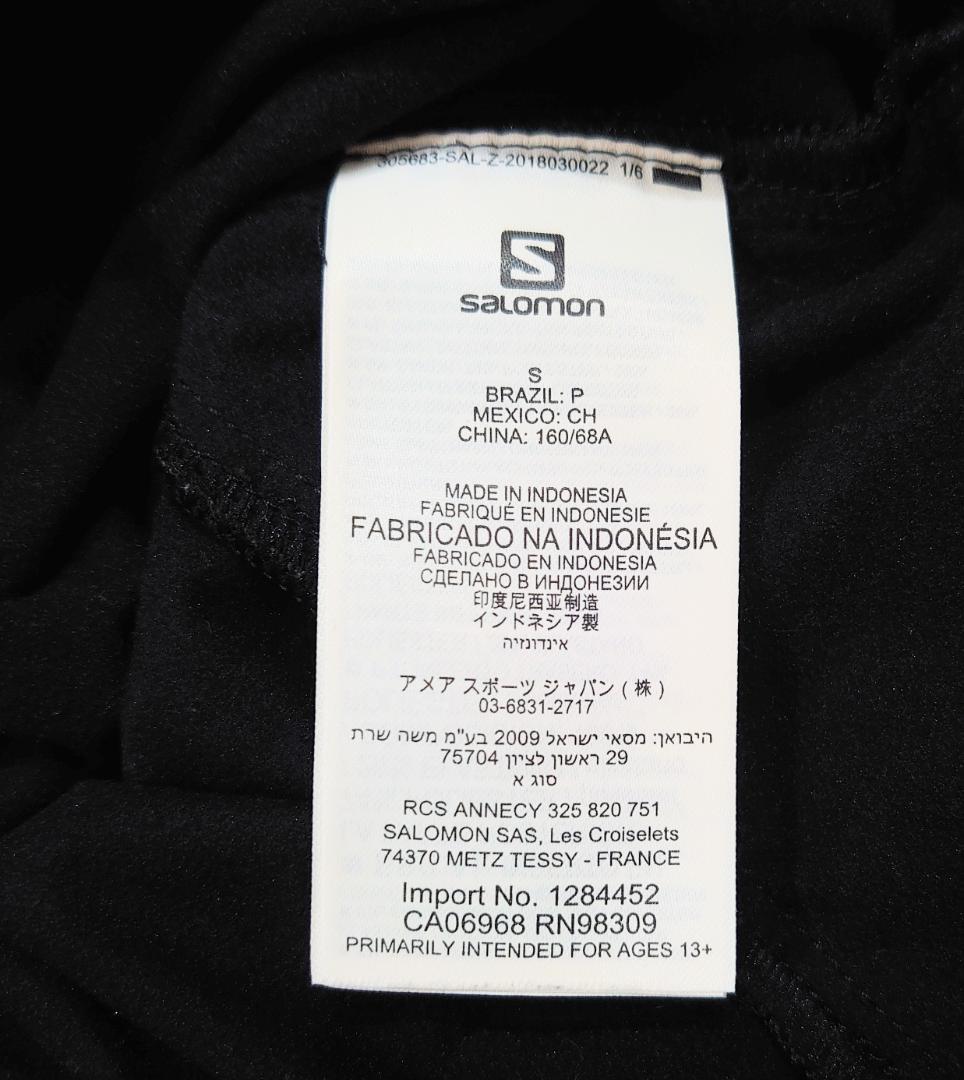 305683-SAL-Z-2018030022 1/6
salomon
S
BRAZIL: P
MEXICO: CH
CHINA: 160/68A
MADE IN INDONESIA
FABRIQUÉ EN INDONESIE
FABRICADO NA INDONÉSIA
FABRICADO EN INDONESIA
СДЕЛАНО В ИНДОНЕЗИИ
印度尼西亚制造
インドネシア製
אינדונזיה
アメア スポーツ ジャパン ( 株 )
03-6831-2717
היבואן: מסאי ישראל 2009 בע"מ משה שרת
29 ראשון לציון 75704
סוג א
RCS ANNECY 325 820 751
SALOMON SAS, Les Croiselets
74370 METZ TESSY - FRANCE
Import No. 1284452
CA06968 RN98309
PRIMARILY INTENDED FOR AGES 13+